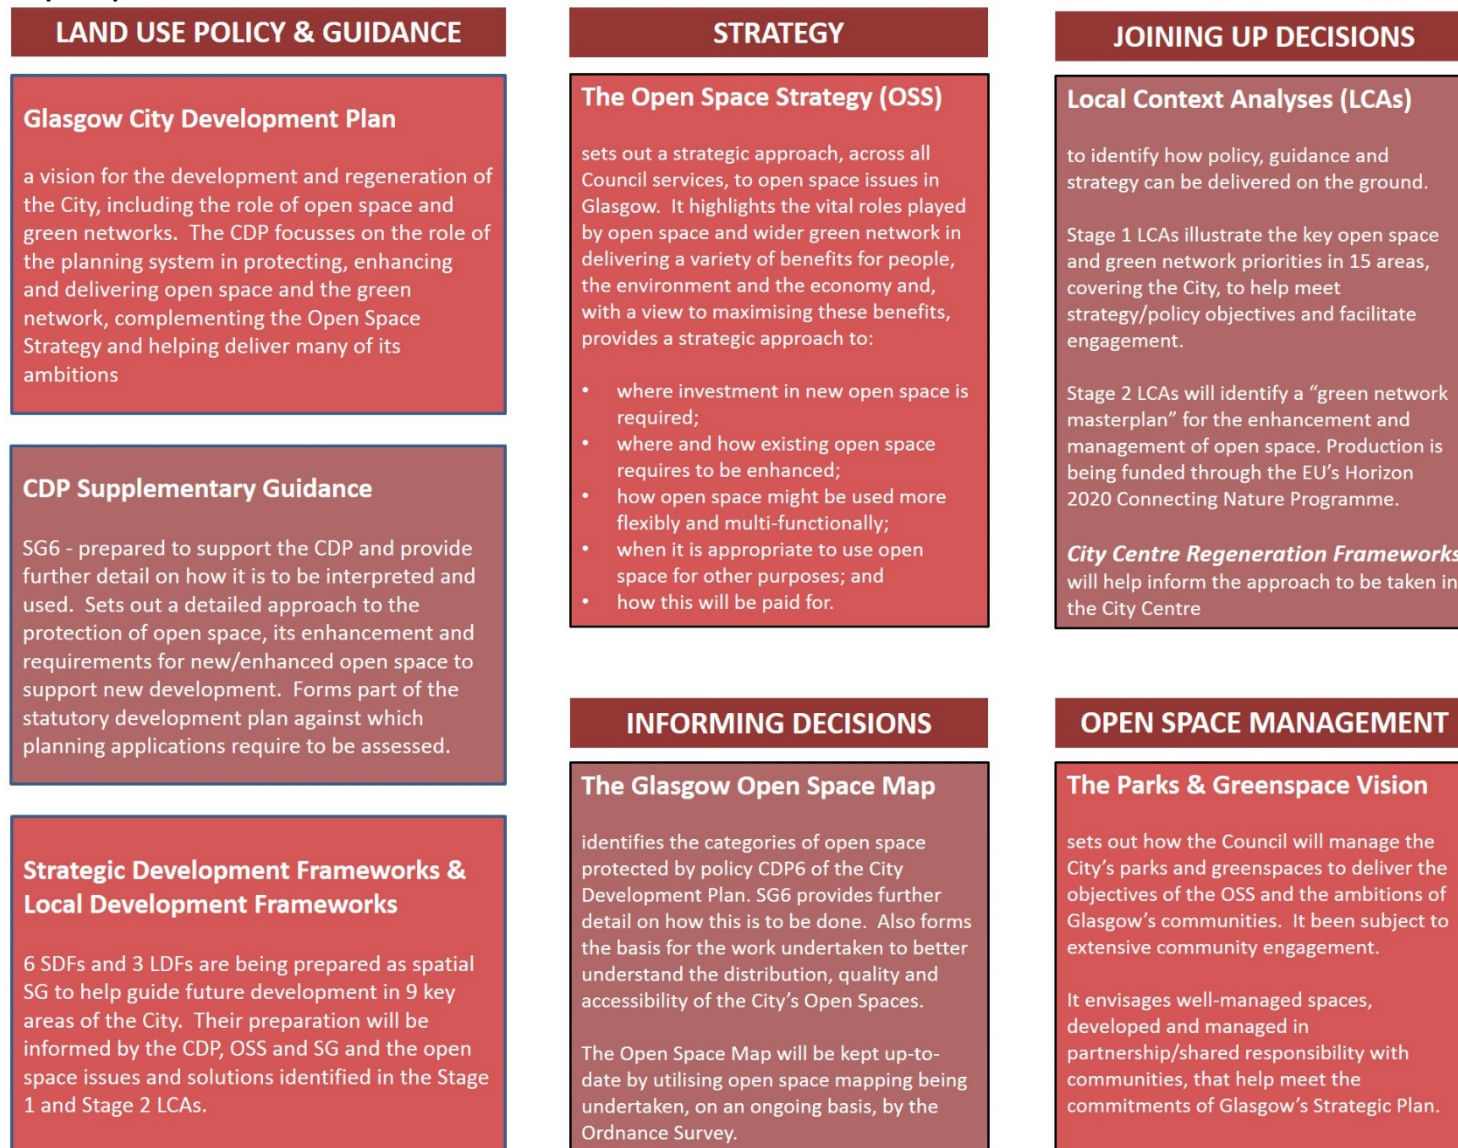 LAND USE POLICY & GUIDANCE
Glasgow City Development Plan
a vision for the development and regeneration of
the City, including the role of open space and
green networks.  The CDP focusses on the role of
the planning system in protecting, enhancing
and delivering open space and the green
network, complementing the Open Space
Strategy and helping deliver many of its
ambitions
CDP Supplementary Guidance
SG6 - prepared to support the CDP and provide
further detail on how it is to be interpreted and
used.  Sets out a detailed approach to the
protection of open space, its enhancement and
requirements for new/enhanced open space to
support new development.  Forms part of the
statutory development plan against which
planning applications require to be assessed.
Strategic Development Frameworks &
Local Development Frameworks
6 SDFs and 3 LDFs are being prepared as spatial
SG to help guide future development in 9 key
areas of the City.  Their preparation will be
informed by the CDP, OSS and SG and the open
space issues and solutions identified in the Stage
1 and Stage 2 LCAs.
STRATEGY
The Open Space Strategy (OSS)
sets out a strategic approach, across all
Council services, to open space issues in
Glasgow.  It highlights the vital roles played
by open space and wider green network in
delivering a variety of benefits for people,
the environment and the economy and,
with a view to maximising these benefits,
provides a strategic approach to:
• where investment in new open space is
required;
• where and how existing open space
requires to be enhanced;
• how open space might be used more
flexibly and multi-functionally;
• when it is appropriate to use open
space for other purposes; and
• how this will be paid for.
INFORMING DECISIONS
The Glasgow Open Space Map
identifies the categories of open space
protected by policy CDP6 of the City
Development Plan. SG6 provides further
detail on how this is to be done.  Also forms
the basis for the work undertaken to better
understand the distribution, quality and
accessibility of the City's Open Spaces.
The Open Space Map will be kept up-to-
date by utilising open space mapping being
undertaken, on an ongoing basis, by the
Ordnance Survey.
JOINING UP DECISIONS
Local Context Analyses (LCAs)
to identify how policy, guidance and
strategy can be delivered on the ground.
Stage 1 LCAs illustrate the key open space
and green network priorities in 15 areas,
covering the City, to help meet
strategy/policy objectives and facilitate
engagement.
Stage 2 LCAs will identify a “green network
masterplan” for the enhancement and
management of open space. Production is
being funded through the EU's Horizon
2020 Connecting Nature Programme.
City Centre Regeneration Frameworks
will help inform the approach to be taken in
the City Centre
OPEN SPACE MANAGEMENT
The Parks & Greenspace Vision
sets out how the Council will manage the
City's parks and greenspaces to deliver the
objectives of the OSS and the ambitions of
Glasgow's communities.  It been subject to
extensive community engagement.
It envisages well-managed spaces,
developed and managed in
partnership/shared responsibility with
communities, that help meet the
commitments of Glasgow's Strategic Plan.